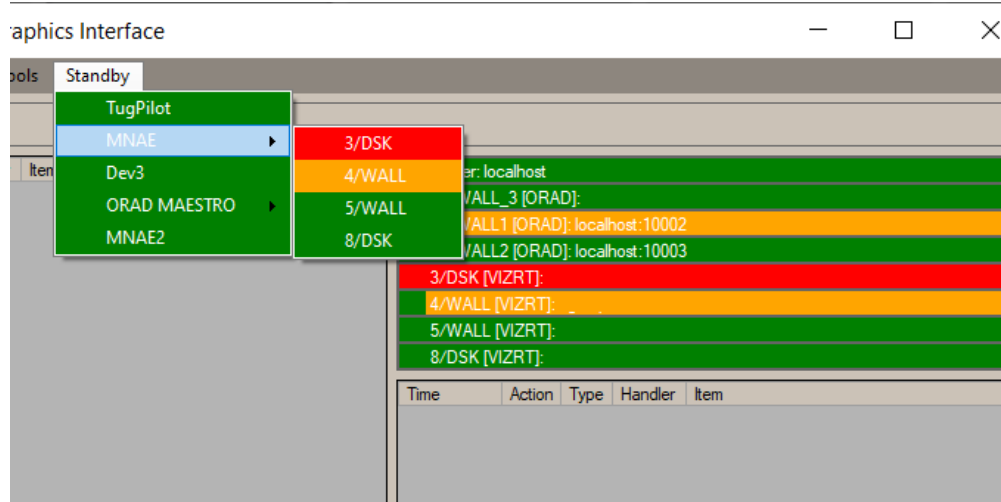 raphics Interface
ools Standby
TugPilot
MNAE
Dev3
ORAD MAESTRO
MNAE2
3/DSK
4/WALL
5/WALL
8/DSK
Iten
er: localhost
WALL_3 [ORAD]:
WALL1 [ORAD]: localhost:10002
WALL2 [ORAD]: localhost:10003
3/DSK [VIZRT]:
4/WALL [VIZRT]:
5/WALL [VIZRT]:
8/DSK [VIZRT]:
Time Action Type Handler Item